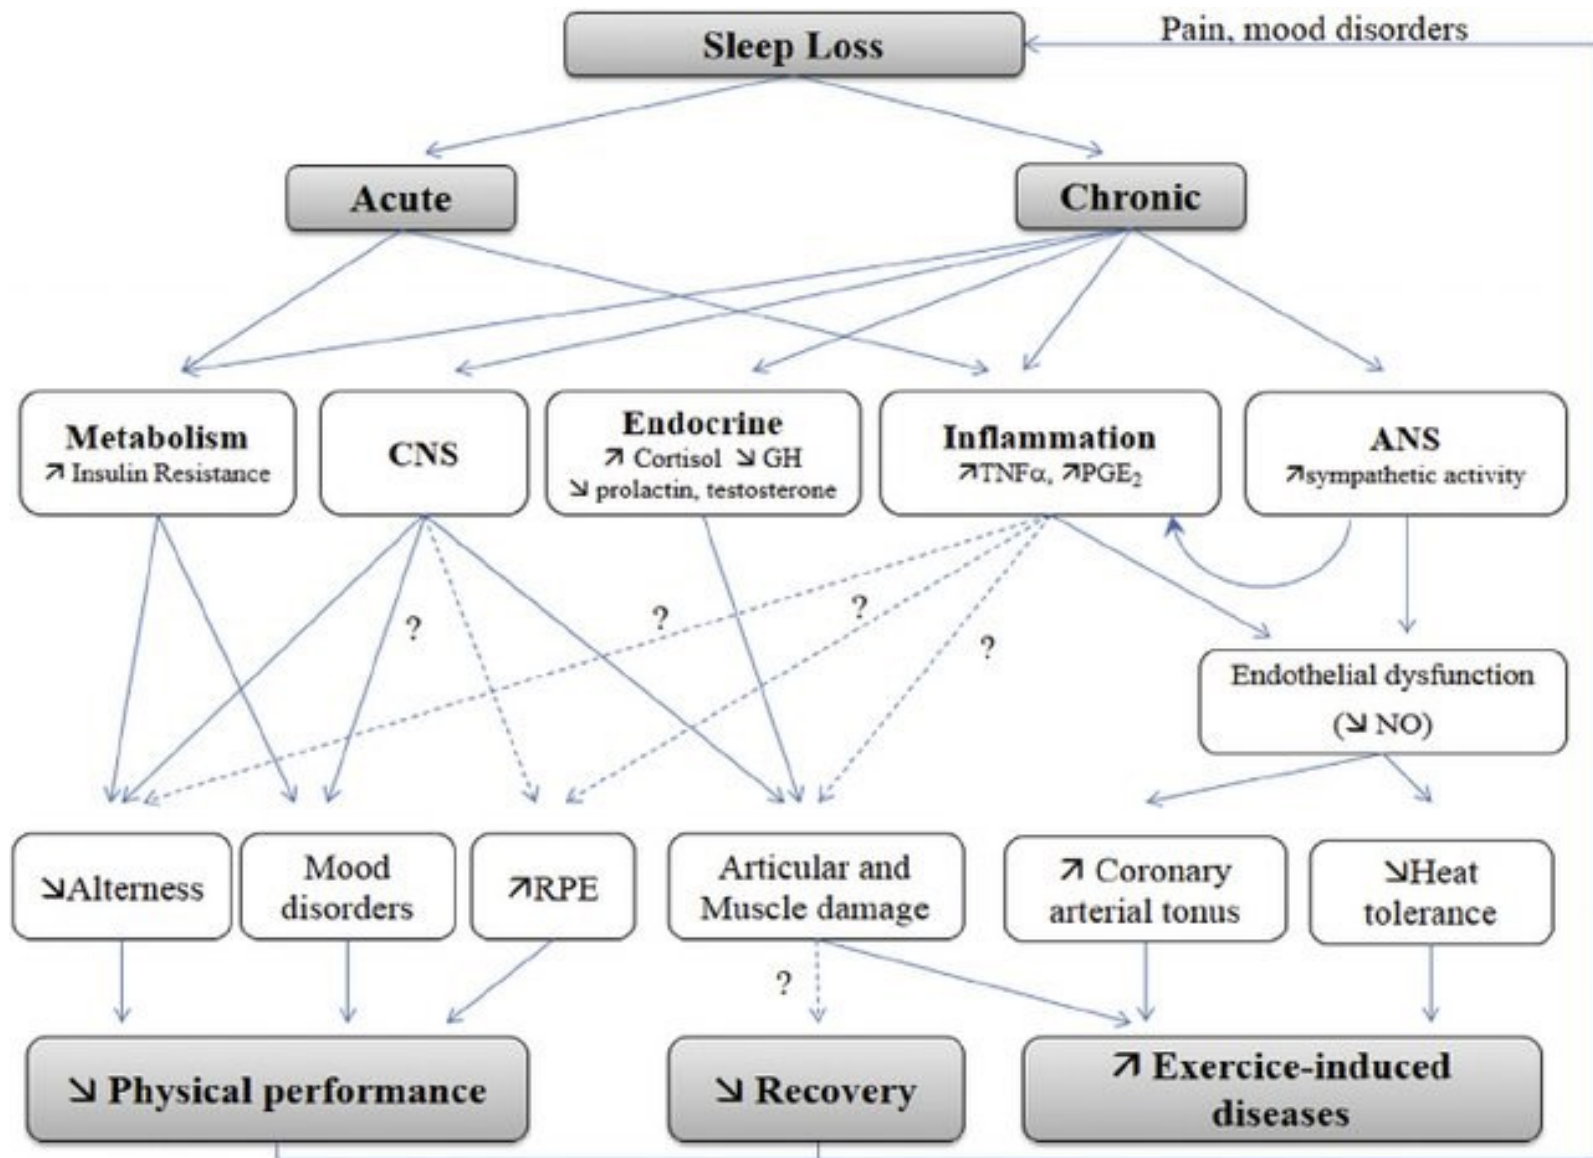 Sleep Loss
Pain, mood disorders
Acute
Chronic
Metabolism
↗ Insulin Resistance
CNS
Endocrine
↗ Cortisol ↘ GH
↘ prolactin, testosterone
Inflammation
↗TNFα, ↗PGE₂
ANS
↗sympathetic activity
?
?
?
?
Endothelial dysfunction
(↘ NO)
↘Alterness
Mood
disorders
↗RPE
Articular and
Muscle damage
↗ Coronary
arterial tonus
↘Heat
tolerance
?
↘ Physical performance
↘ Recovery
↗ Exercice-induced
diseases